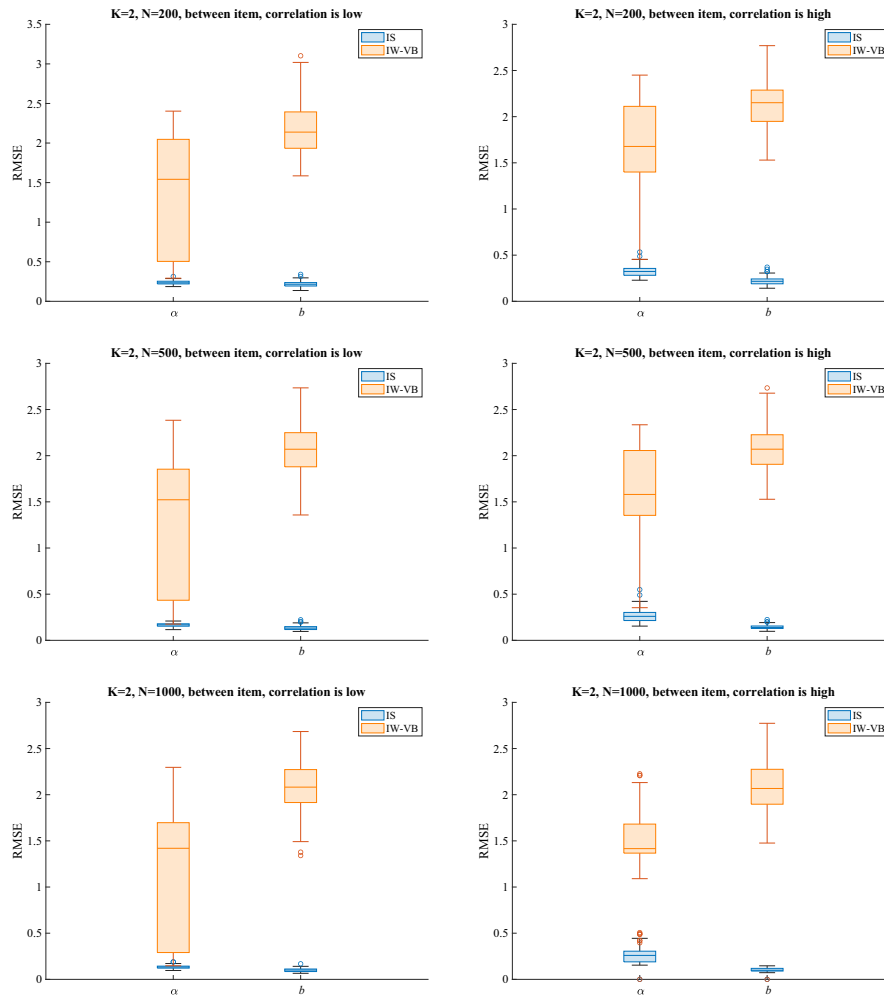 K=2, N=200, between item, correlation is low
3.5
3
2.5
2
1.5
1
0.5
0
RMSE
α
b
IS
IW-VB
K=2, N=200, between item, correlation is high
3
2.5
2
1.5
1
0.5
0
RMSE
α
b
IS
IW-VB
K=2, N=500, between item, correlation is low
3
2.5
2
1.5
1
0.5
0
RMSE
α
b
IS
IW-VB
K=2, N=500, between item, correlation is high
3
2.5
2
1.5
1
0.5
0
RMSE
α
b
IS
IW-VB
K=2, N=1000, between item, correlation is low
3
2.5
2
1.5
1
0.5
0
RMSE
α
b
IS
IW-VB
K=2, N=1000, between item, correlation is high
3
2.5
2
1.5
1
0.5
0
RMSE
α
b
IS
IW-VB